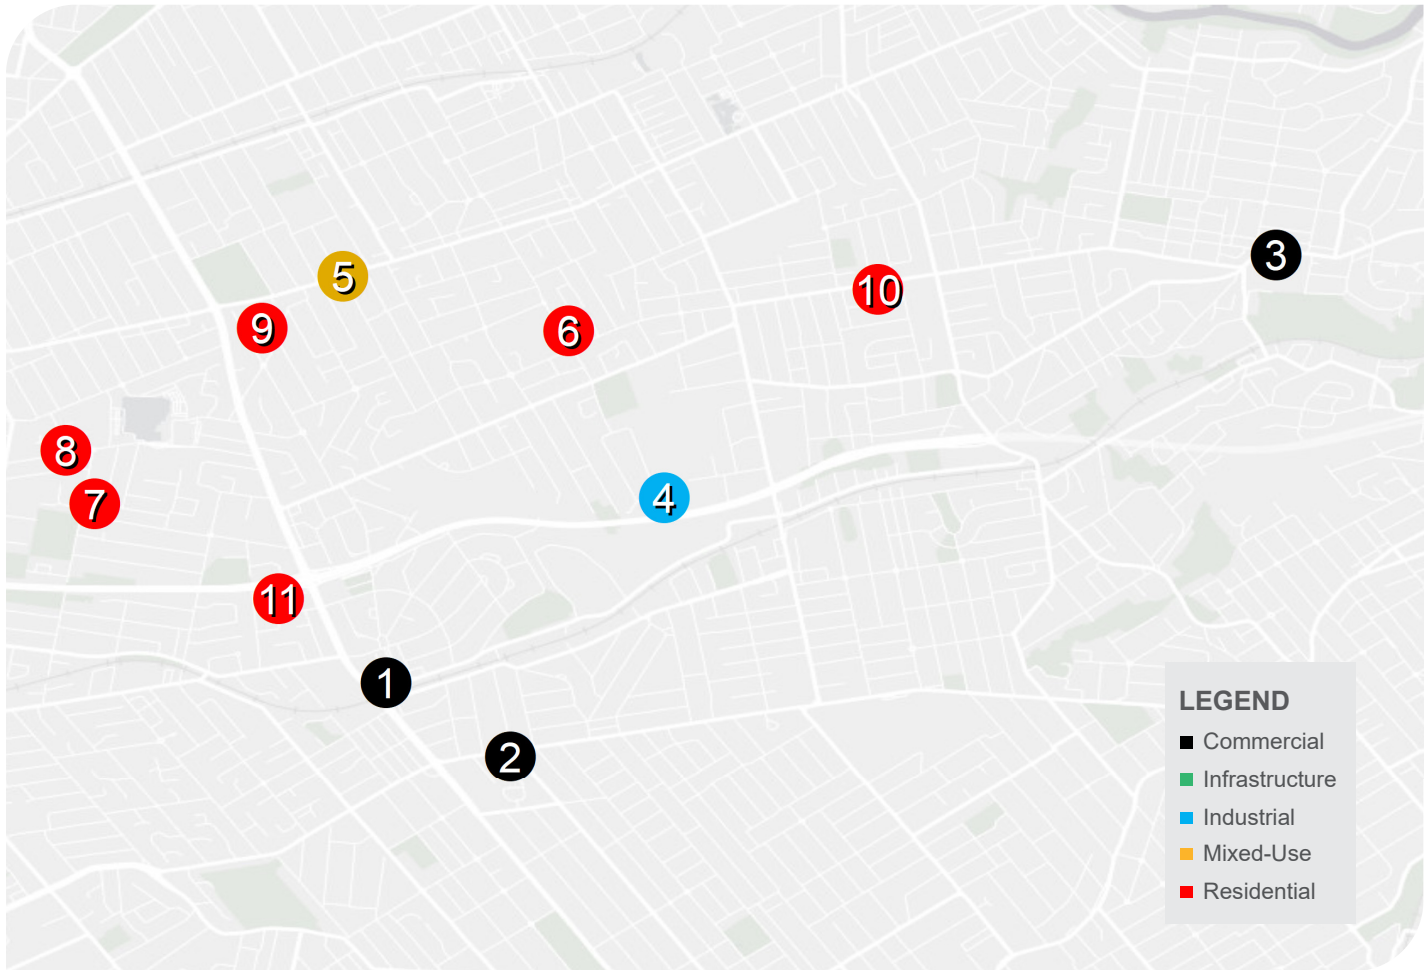 3
5
10
9
6
8
4
7
11
1
2
LEGEND
Commercial
Infrastructure
Industrial
Mixed-Use
Residential